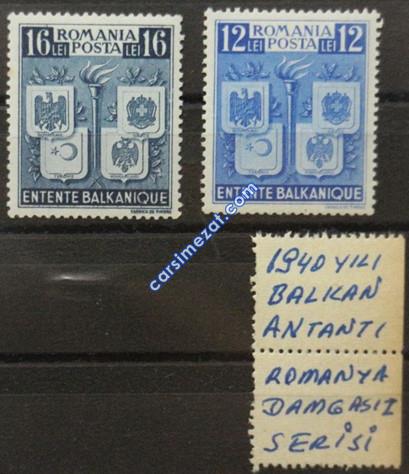 ROMANIA
16 LEI POSTA LEI 16
ENTENTE BALKANIQUE
ROMANIA
12 LEI POSTA LEI 12
ENTENTE BALKANIQUE
carsimezat.com
1940 YILI
BALKAN
ANTANTI
ROMANYA
DAMGASIZ
SERİSİ